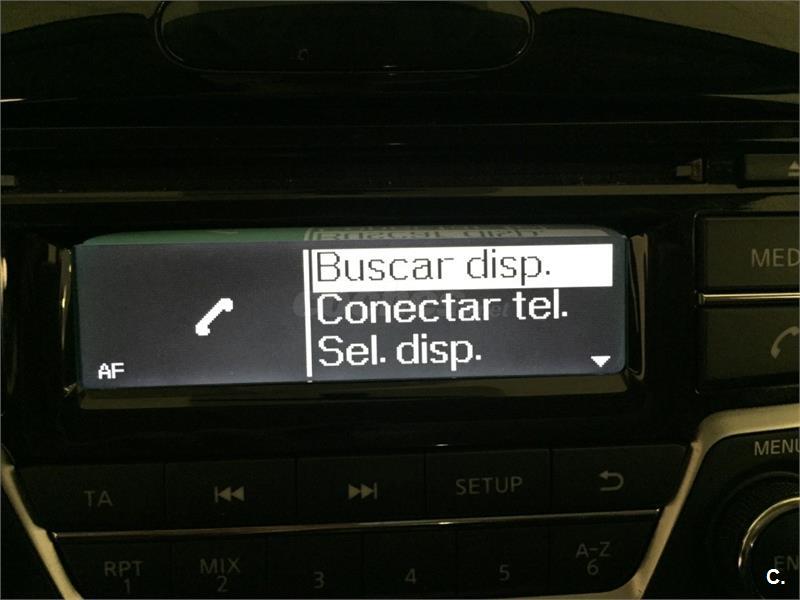 Buscar disp.
Conectar tel.
Sel. disp.
AF
MED
TA
SETUP
MENU
RPT
1
MIX
2
3
4
5
A-Z
6
EN
C.